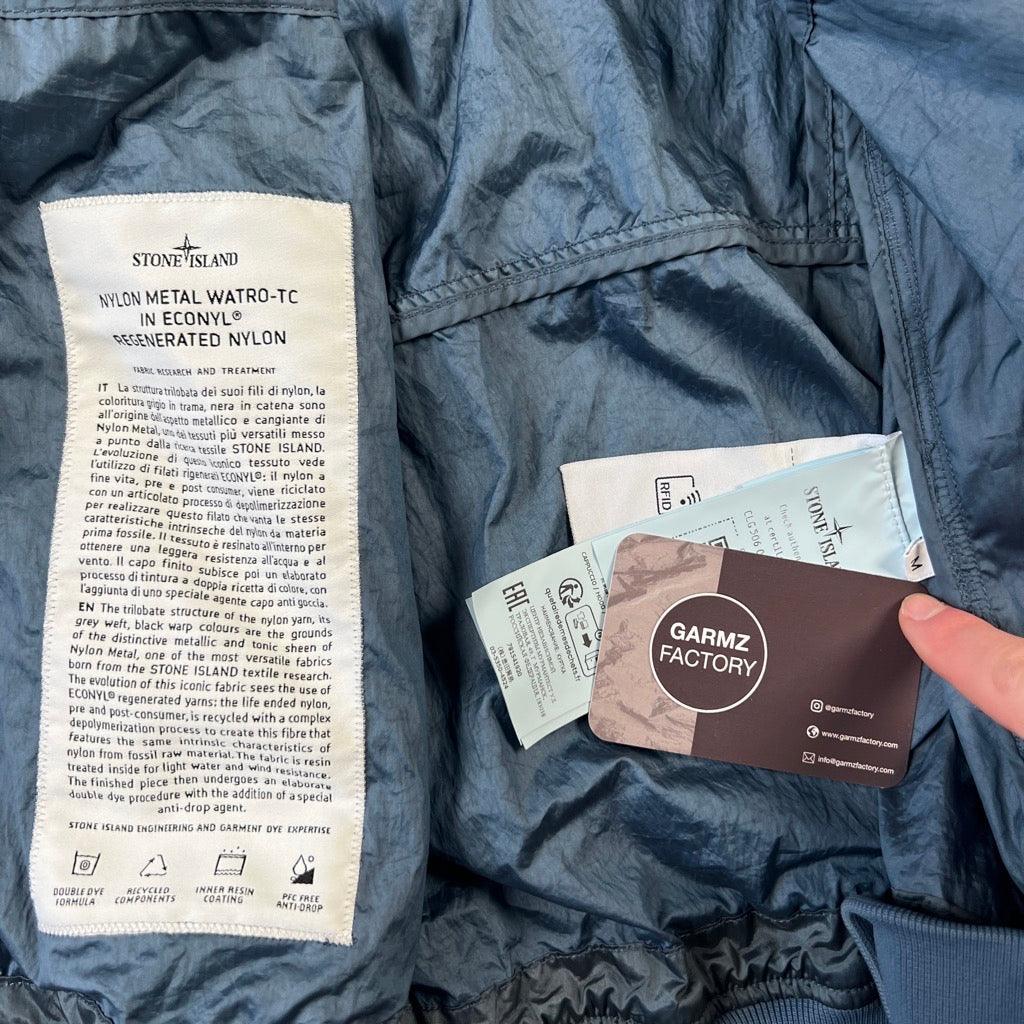 STONE ISLAND
NYLON METAL WATRO-TC
IN ECONYL®
REGENERATED NYLON
FABRIC RESEARCH AND TREATMENT
IT La struttura trilobata dei suoi fili di nylon, la
coloritura grigio in trama, nera in catena sono
all'origine dell'aspetto metallico e cangiante di
Nylon Metal, uno dei tessuti più versatili messo
a punto dalla ricerca tessile STONE ISLAND.
L'evoluzione di questo iconico tessuto vede
l'utilizzo di filati rigenerati ECONYL®: il nylon a
fine vita, pre e post consumer, viene riciclato
con un articolato processo di depolimerizzazione
per realizzare questo filato che vanta le stesse
caratteristiche intrinseche del nylon da materia
prima fossile. Il tessuto è resinato all'interno per
ottenere una leggera resistenza all'acqua e al
vento. Il capo finito subisce poi un elaborato
processo di tintura a doppia ricetta di colore, con
l'aggiunta di uno speciale agente capo anti goccia.
EN The trilobate structure of the nylon yarn, its
grey weft, black warp colours are the grounds
of the distinctive metallic and tonic sheen of
Nylon Metal, one of the most versatile fabrics
born from the STONE ISLAND textile research.
The evolution of this iconic fabric sees the use of
ECONYL® regenerated yarns: the life ended nylon,
pre and post-consumer, is recycled with a complex
depolymerization process to create this fibre that
features the same intrinsic characteristics of
nylon from fossil raw material. The fabric is resin
treated inside for light water and wind resistance.
The finished piece then undergoes an elaborate
double dye procedure with the addition of a special
anti-drop agent.
STONE ISLAND ENGINEERING AND GARMENT DYE EXPERTISE
DOUBLE DYE
FORMULA
RECYCLED
COMPONENTS
INNER RESIN
COATING
PFC FREE
ANTI-DROP
RFID
STONE ISLA
Check authen
at certil
CLG 506 0
M
EAC
CAPPUCCIO / HO
quefairedemesdechets.fr
GARMZ
FACTORY
@garmzfactory
www.garmzfactory.com
info@garmzfactory.com